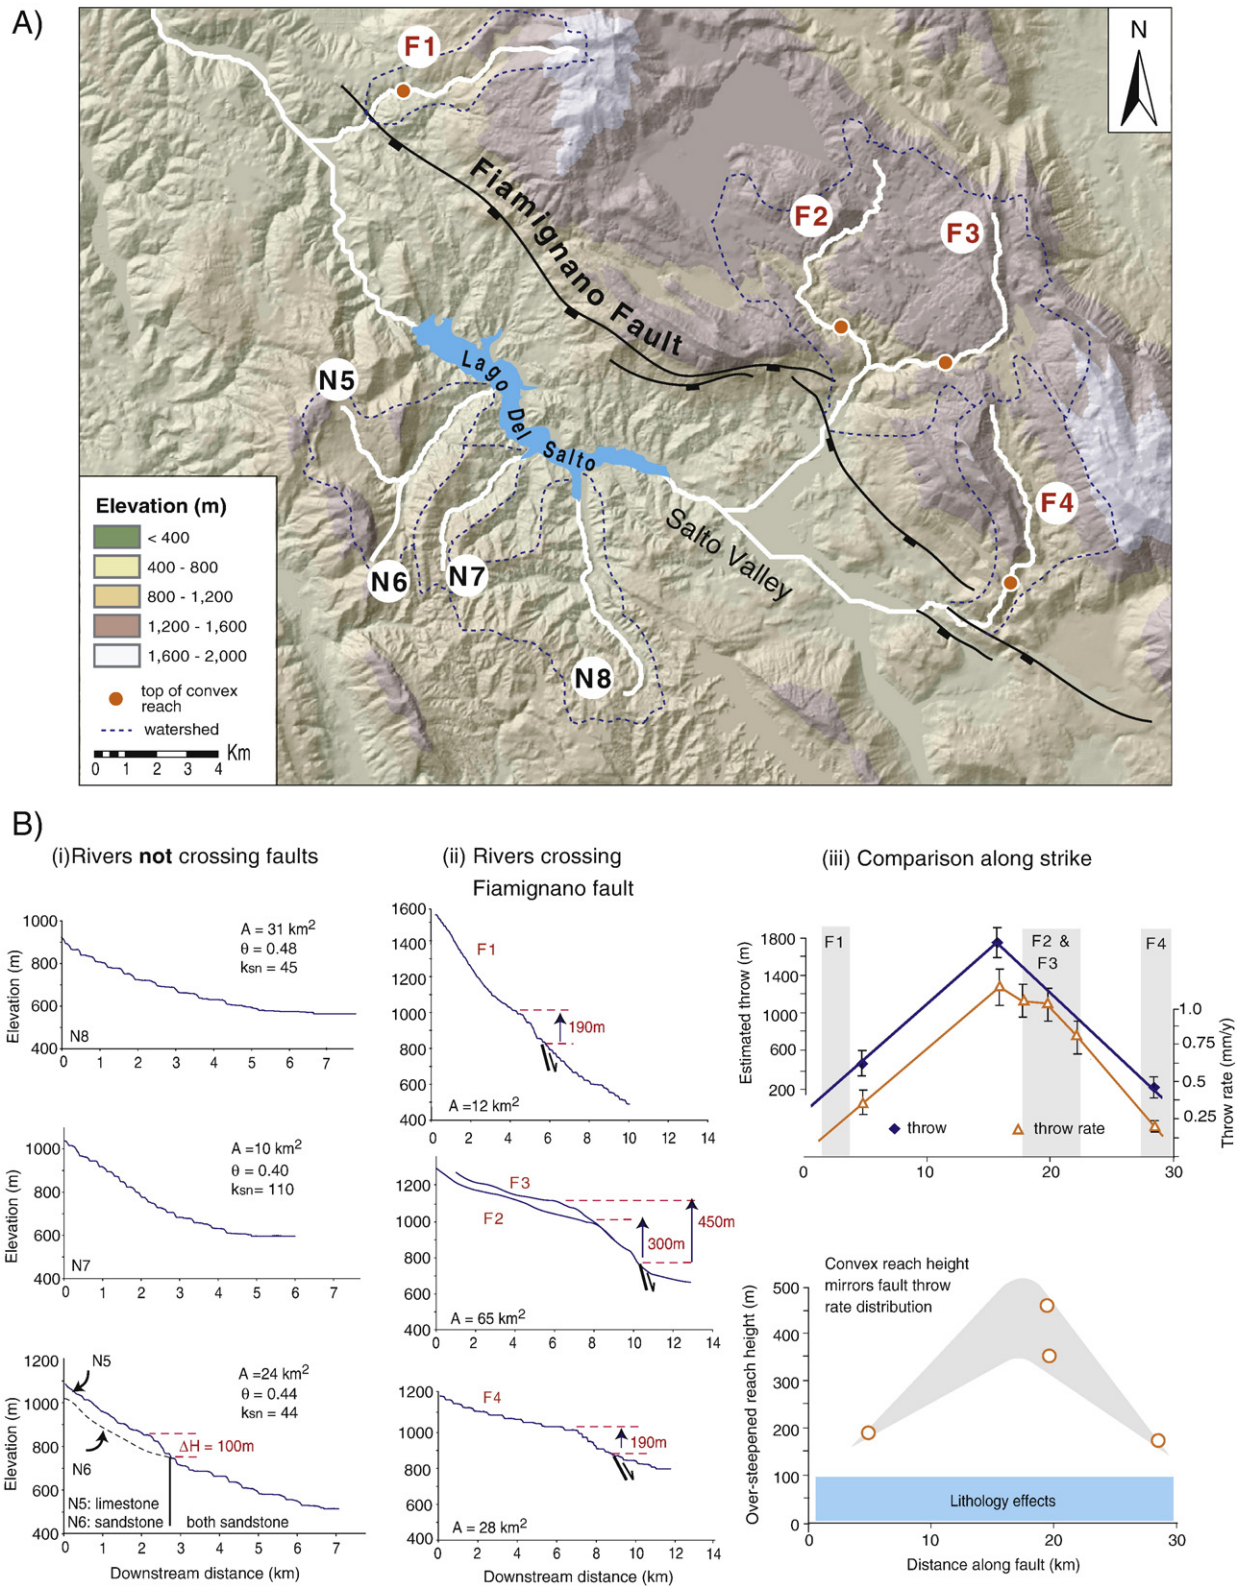 A)
N
F1
Fiamignano Fault
F2
F3
N5
Lago Del Salto
F4
Salto Valley
N6
N7
N8
Elevation (m)
< 400
400 - 800
800 - 1,200
1,200 - 1,600
1,600 - 2,000
top of convex
reach
watershed
Km
0 1 2 3 4
B)
(i)Rivers not crossing faults
1000
800
600
400
Elevation (m)
A = 31 km²
θ = 0.48
ksn = 45
N8
0 1 2 3 4 5 6 7
1000
800
600
400
Elevation (m)
A =10 km²
θ = 0.40
ksn= 110
N7
0 1 2 3 4 5 6 7
1200
1000
800
600
400
Elevation (m)
N5
A =24 km²
θ = 0.44
ksn = 44
ΔH = 100m
N6
N5: limestone
N6: sandstone
both sandstone
0 1 2 3 4 5 6 7
Downstream distance (km)
(ii) Rivers crossing
Fiamignano fault
1600
1400
1200
1000
800
600
400
F1
190m
A =12 km²
0 2 4 6 8 10 12 14
1200
1000
800
600
400
F3
F2
450m
300m
A = 65 km²
0 2 4 6 8 10 12 14
1200
1000
800
600
400
F4
190m
A = 28 km²
0 2 4 6 8 10 12 14
Downstream distance (km)
(iii) Comparison along strike
1800
1400
1000
600
200
Estimated throw (m)
F1
F2 &
F3
F4
1.0
0.75
0.5
0.25
Throw rate (mm/y)
throw
throw rate
0 10 20 30
Convex reach height
mirrors fault throw
rate distribution
500
400
300
200
100
0
Over-steepened reach height (m)
Lithology effects
0 10 20 30
Distance along fault (km)